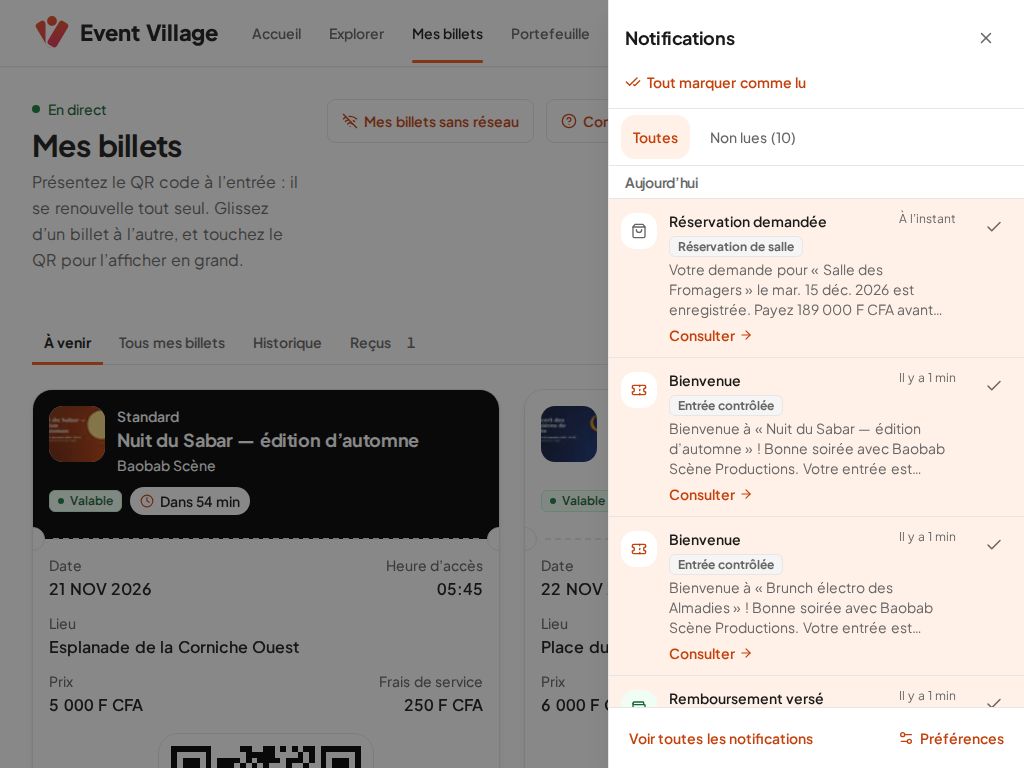 Event Village
Accueil
Explorer
Mes billets
Portefeuille
En direct
Mes billets
Présentez le QR code à l'entrée : il
se renouvelle tout seul. Glissez
d'un billet à l'autre, et touchez le
QR pour l'afficher en grand.
Mes billets sans réseau
À venir
Tous mes billets
Historique
Reçus 1
Standard
Nuit du Sabar — édition d'automne
Baobab Scène
Valable
Dans 54 min
Date
Heure d'accès
21 NOV 2026
05:45
Lieu
Esplanade de la Corniche Ouest
Prix
Frais de service
5 000 F CFA
250 F CFA
Valable
Date
22 NOV
Lieu
Place du
Prix
6 000 F
Notifications
Tout marquer comme lu
Toutes
Non lues (10)
Aujourd'hui
Réservation demandée
À l'instant
Réservation de salle
Votre demande pour « Salle des
Fromagers » le mar. 15 déc. 2026 est
enregistrée. Payez 189 000 F CFA avant…
Consulter →
Bienvenue
Il y a 1 min
Entrée contrôlée
Bienvenue à « Nuit du Sabar — édition
d'automne » ! Bonne soirée avec Baobab
Scène Productions. Votre entrée est…
Consulter →
Bienvenue
Il y a 1 min
Entrée contrôlée
Bienvenue à « Brunch électro des
Almadies » ! Bonne soirée avec Baobab
Scène Productions. Votre entrée est…
Consulter →
Remboursement versé
Il y a 1 min
Voir toutes les notifications
Préférences